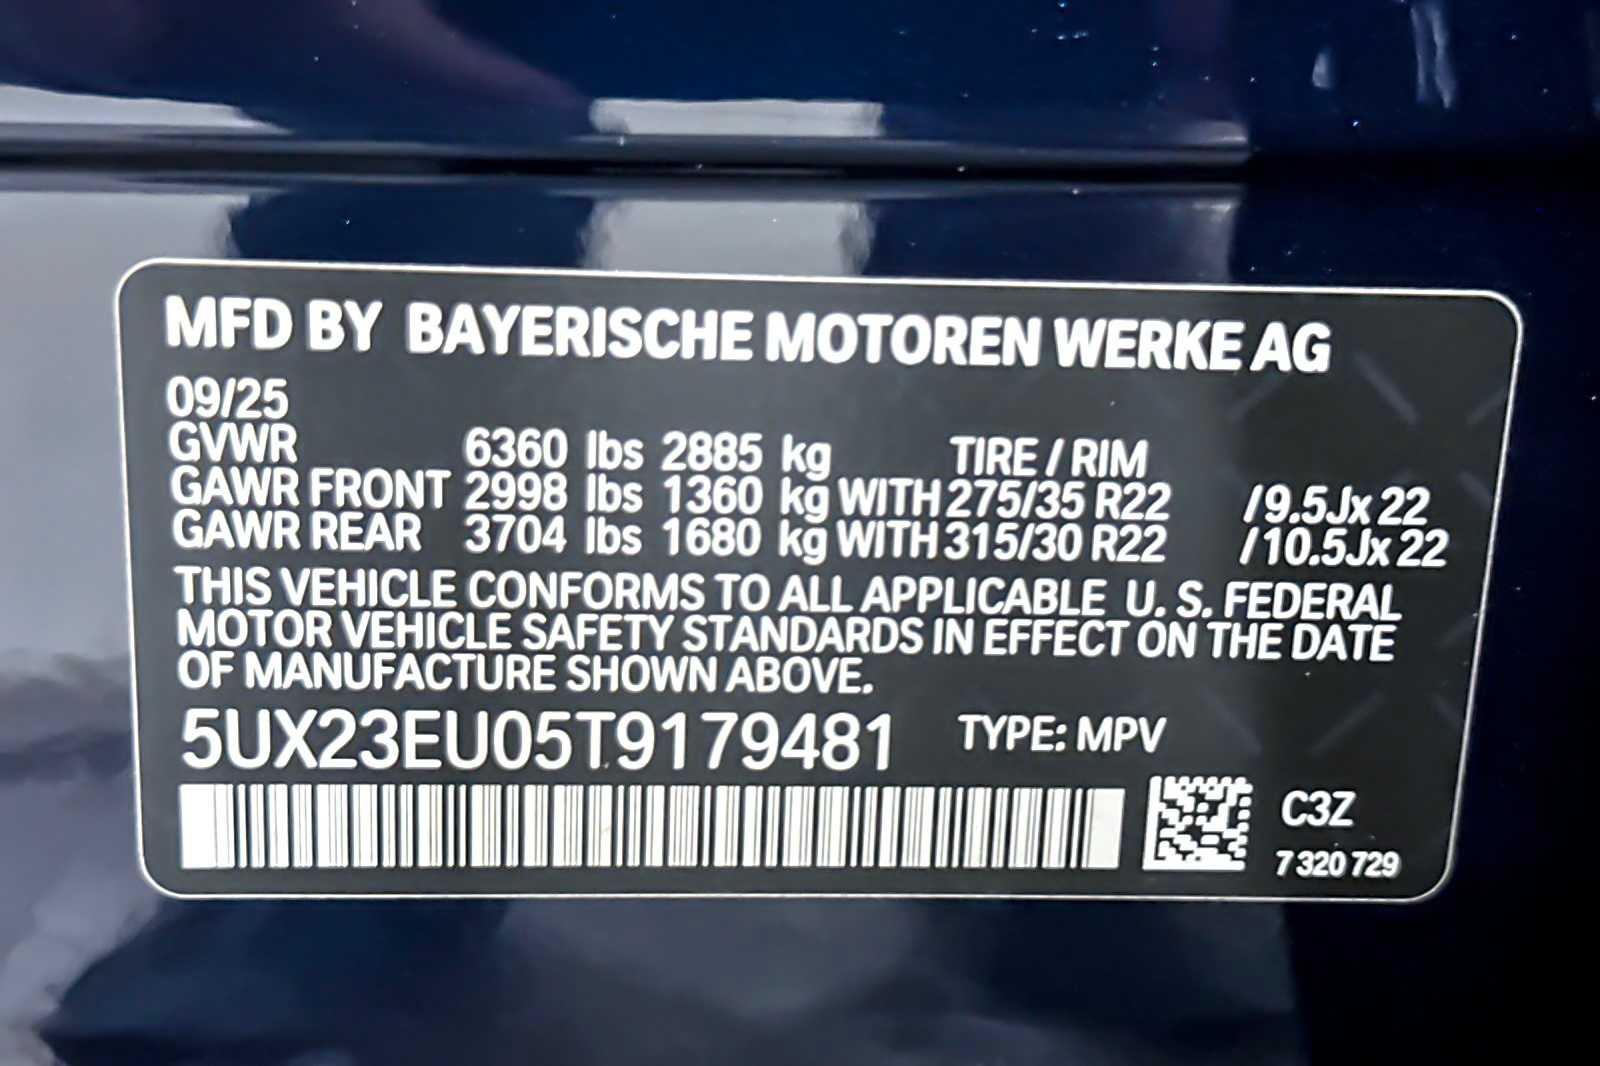 MFD BY BAYERISCHE MOTOREN WERKE AG
09/25
GVWR 6360 lbs 2885 kg TIRE / RIM
GAWR FRONT 2998 lbs 1360 kg WITH 275/35 R22 /9.5Jx 22
GAWR REAR 3704 lbs 1680 kg WITH 315/30 R22 /10.5Jx 22
THIS VEHICLE CONFORMS TO ALL APPLICABLE U. S. FEDERAL
MOTOR VEHICLE SAFETY STANDARDS IN EFFECT ON THE DATE
OF MANUFACTURE SHOWN ABOVE.
5UX23EU05T9179481 TYPE: MPV
C3Z
7 320 729